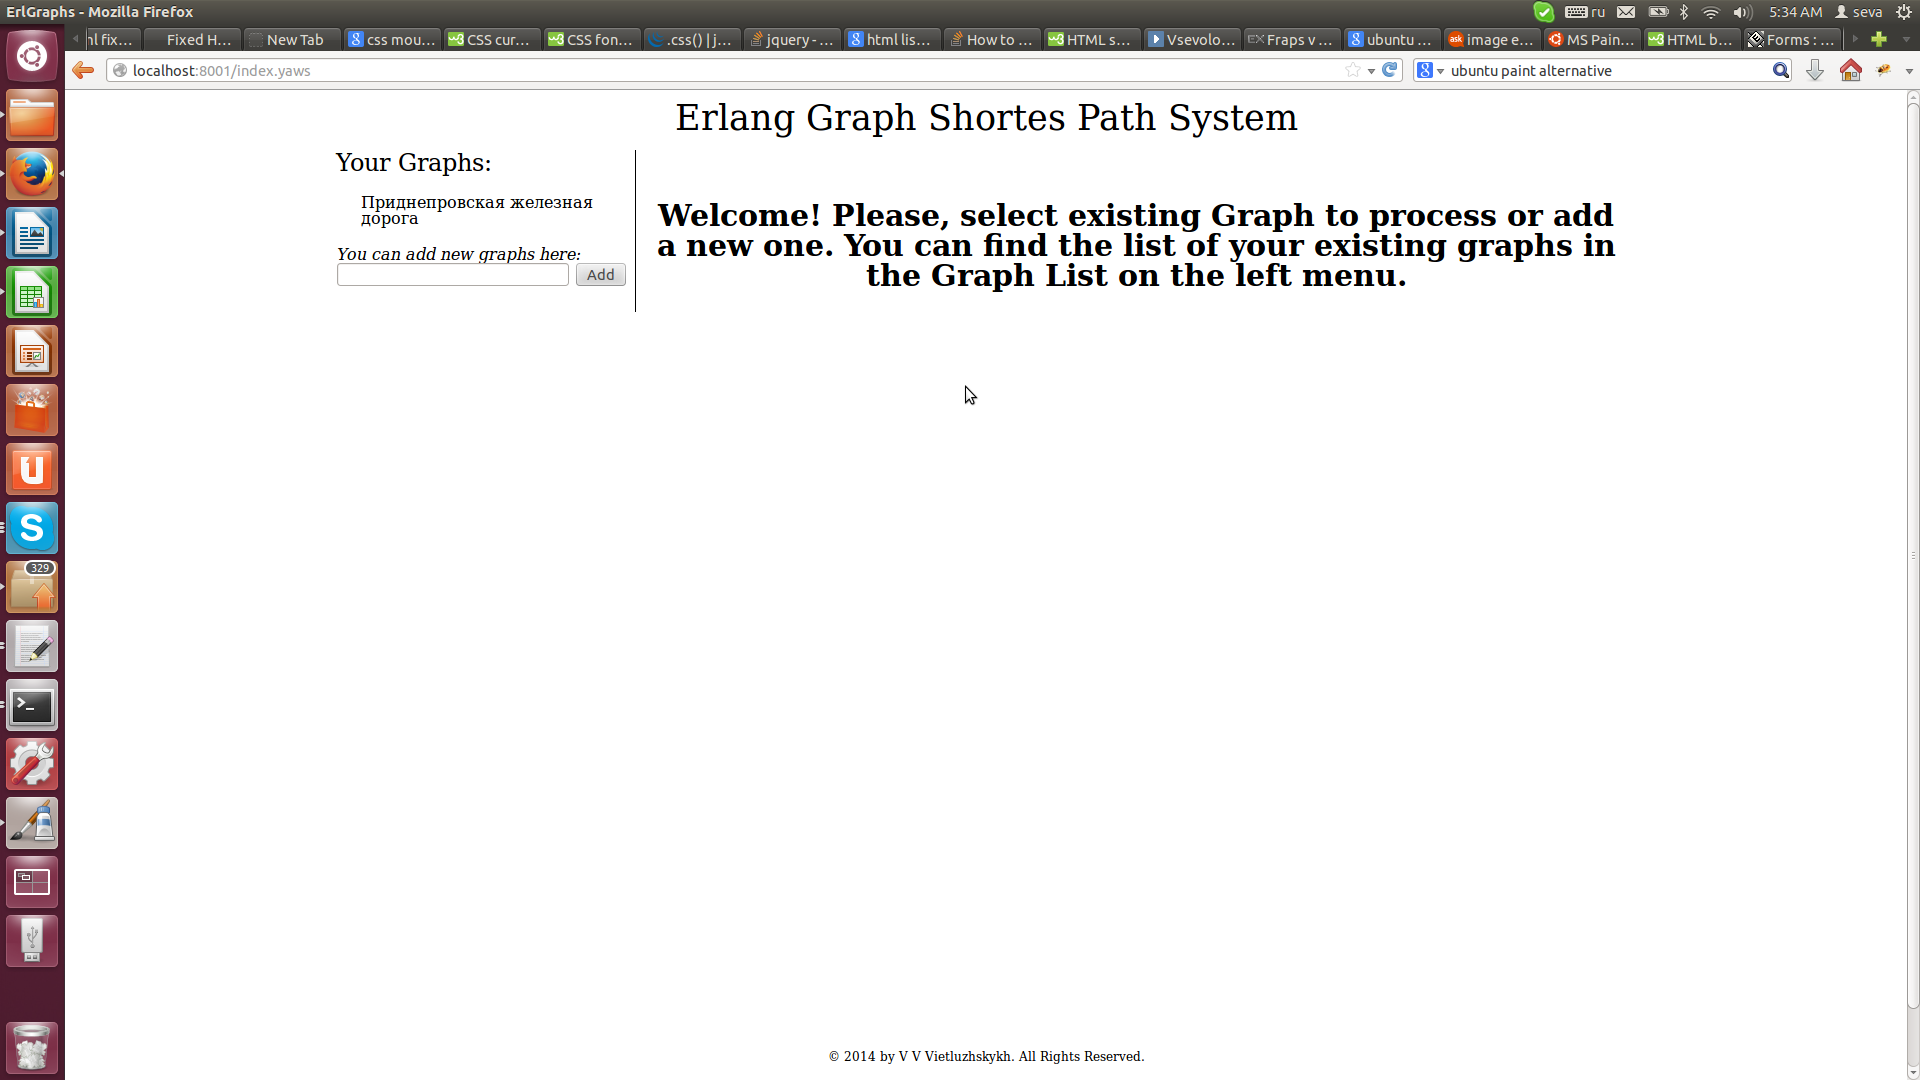 ErlGraphs - Mozilla Firefox
ru
5:34 AM
seva
nl fix...
Fixed H...
New Tab
css mou...
CSS cur...
CSS fon...
.css() | j...
jquery - ...
html lis...
How to ...
HTML s...
Vsevolo...
Fraps v ...
ubuntu ...
image e...
MS Pain...
HTML b...
Forms : ...
localhost:8001/index.yaws
ubuntu paint alternative
Erlang Graph Shortes Path System
Your Graphs:
Приднепровская железная
дорога
You can add new graphs here:
Add
Welcome! Please, select existing Graph to process or add
a new one. You can find the list of your existing graphs in
the Graph List on the left menu.
329
© 2014 by V V Vietluzhskykh. All Rights Reserved.